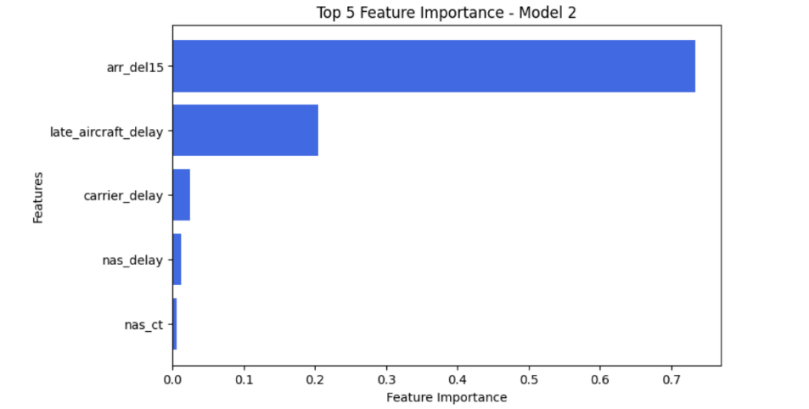 Top 5 Feature Importance - Model 2
arr_del15
late_aircraft_delay
carrier_delay
nas_delay
nas_ct
Features
0.0 0.1 0.2 0.3 0.4 0.5 0.6 0.7
Feature Importance